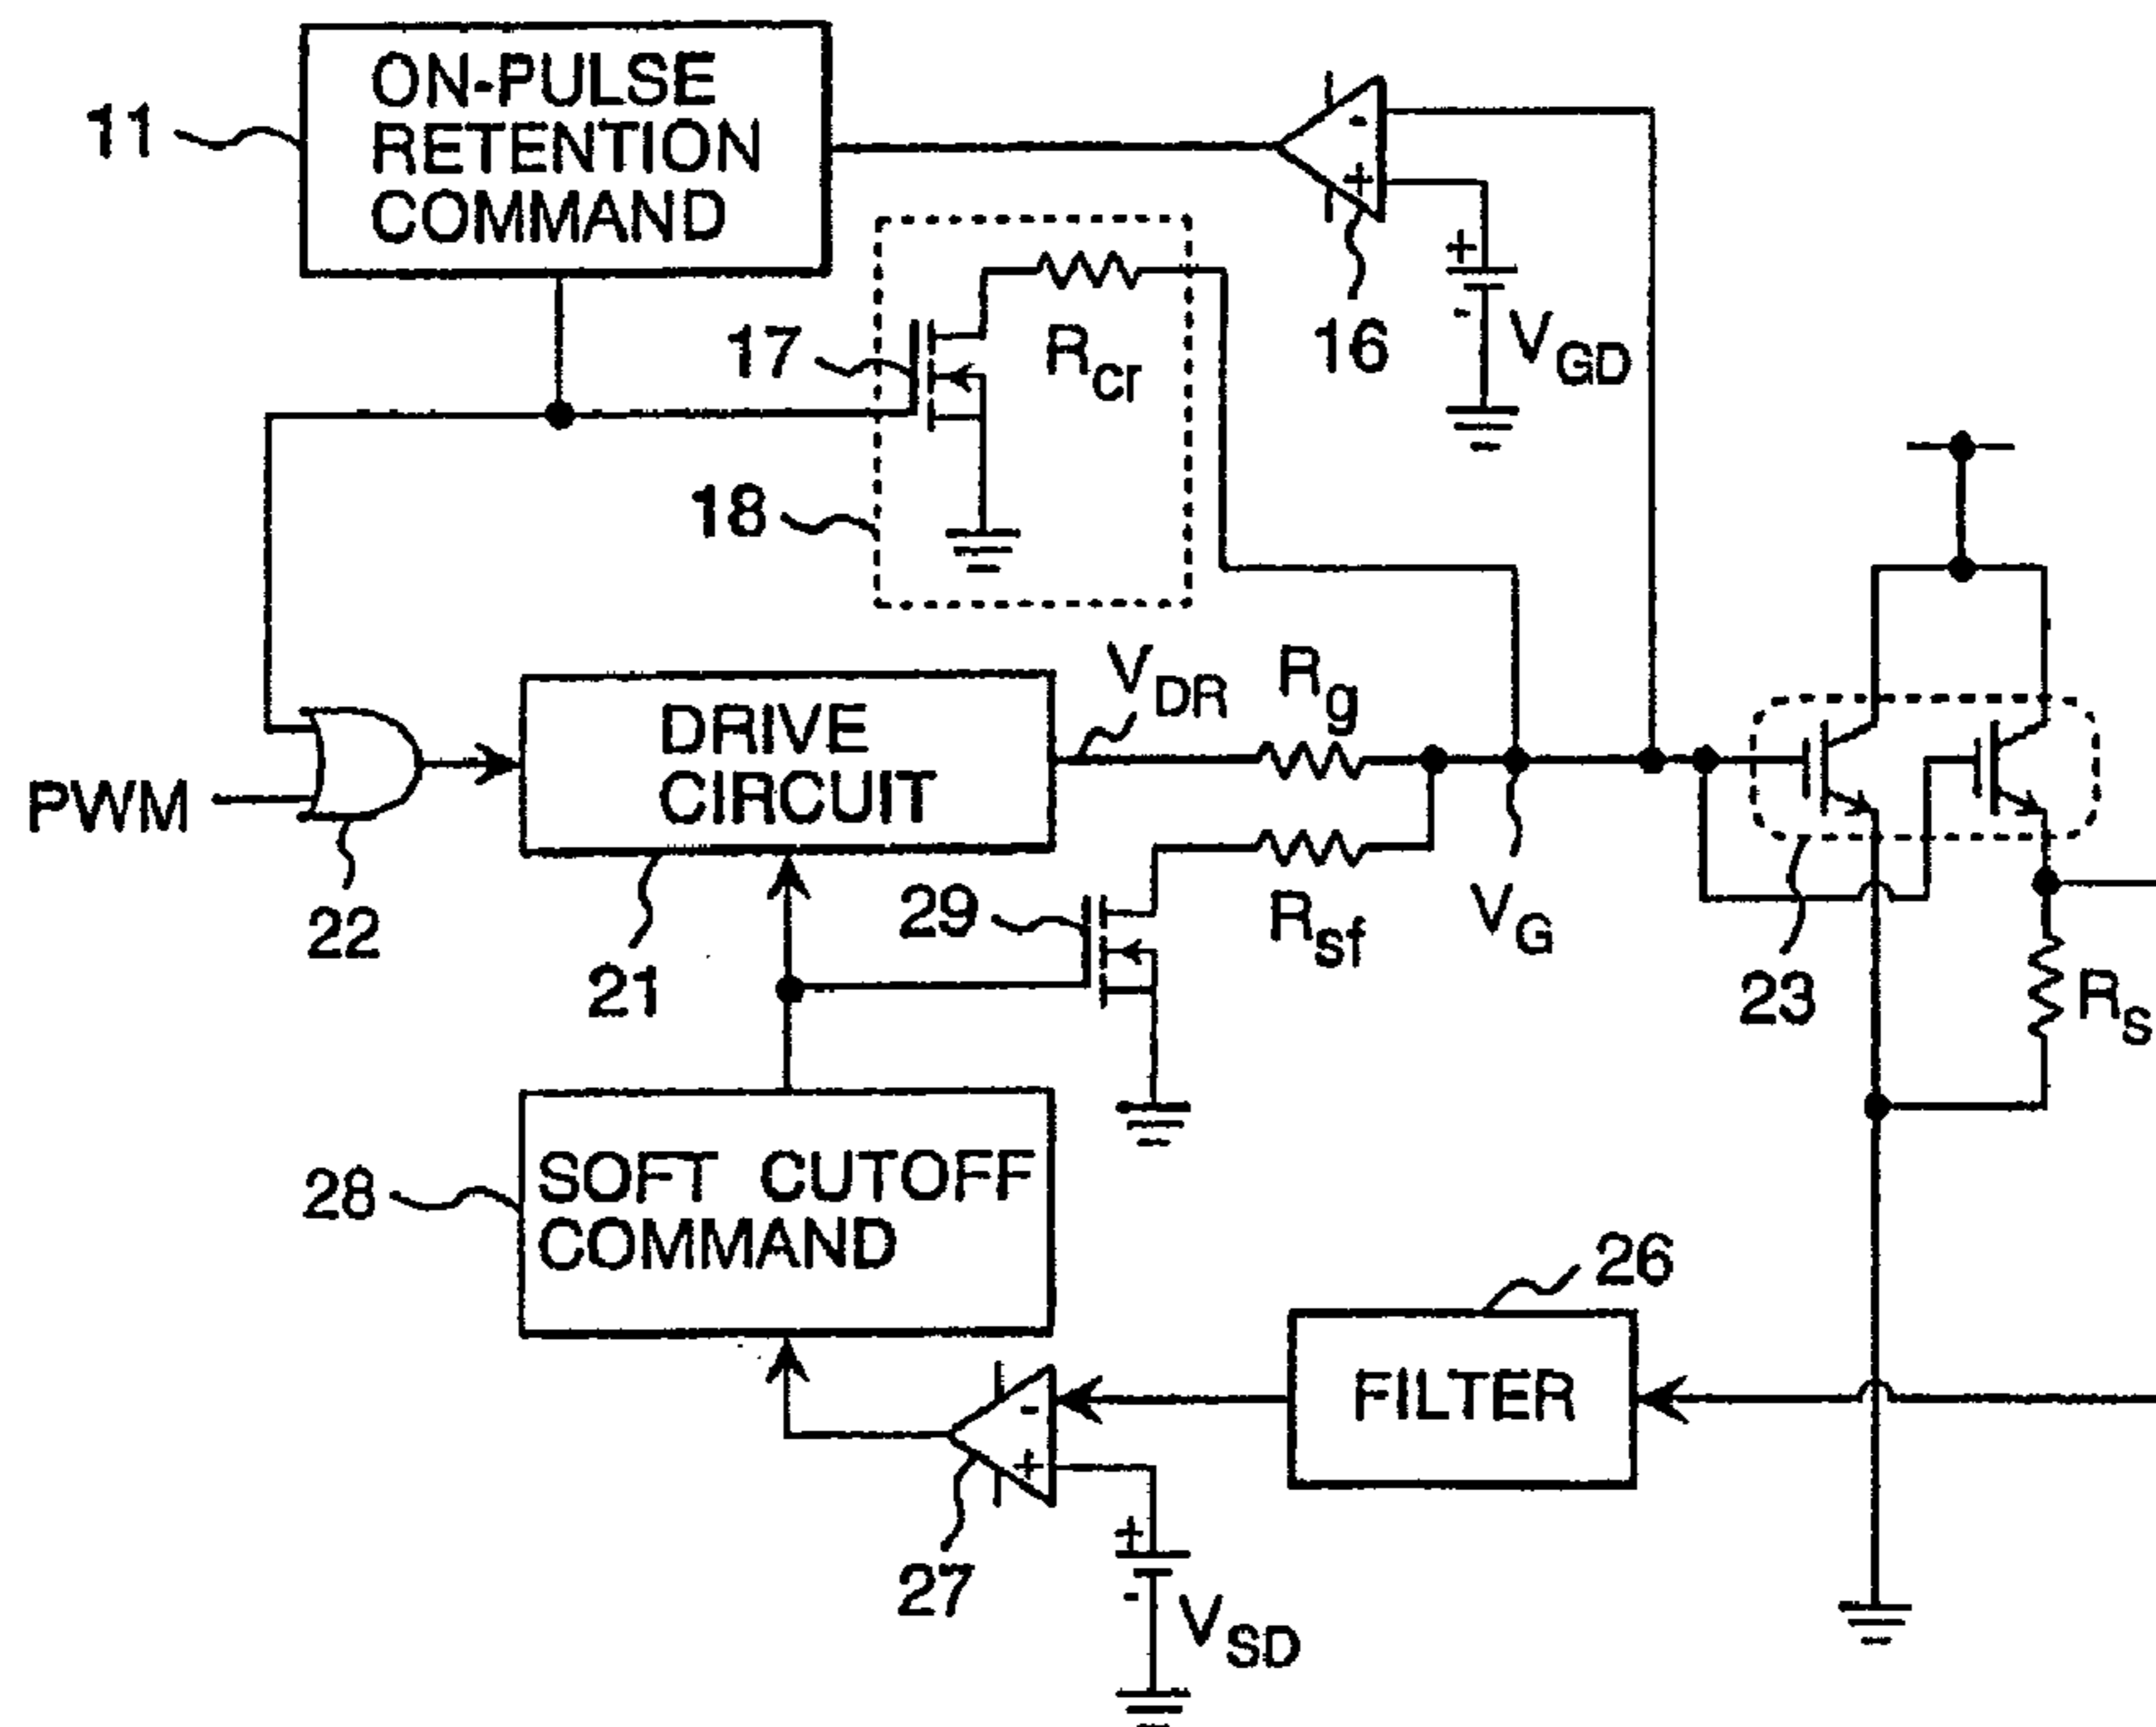 ON-PULSE
RETENTION
COMMAND
11
-
+
16
+
-
VGD
17
Rcr
18
PWM
22
DRIVE
CIRCUIT
21
VDR
Rg
29
Rsf
VG
23
Rs
28
SOFT CUTOFF
COMMAND
26
FILTER
-
+
27
+
-
VSD